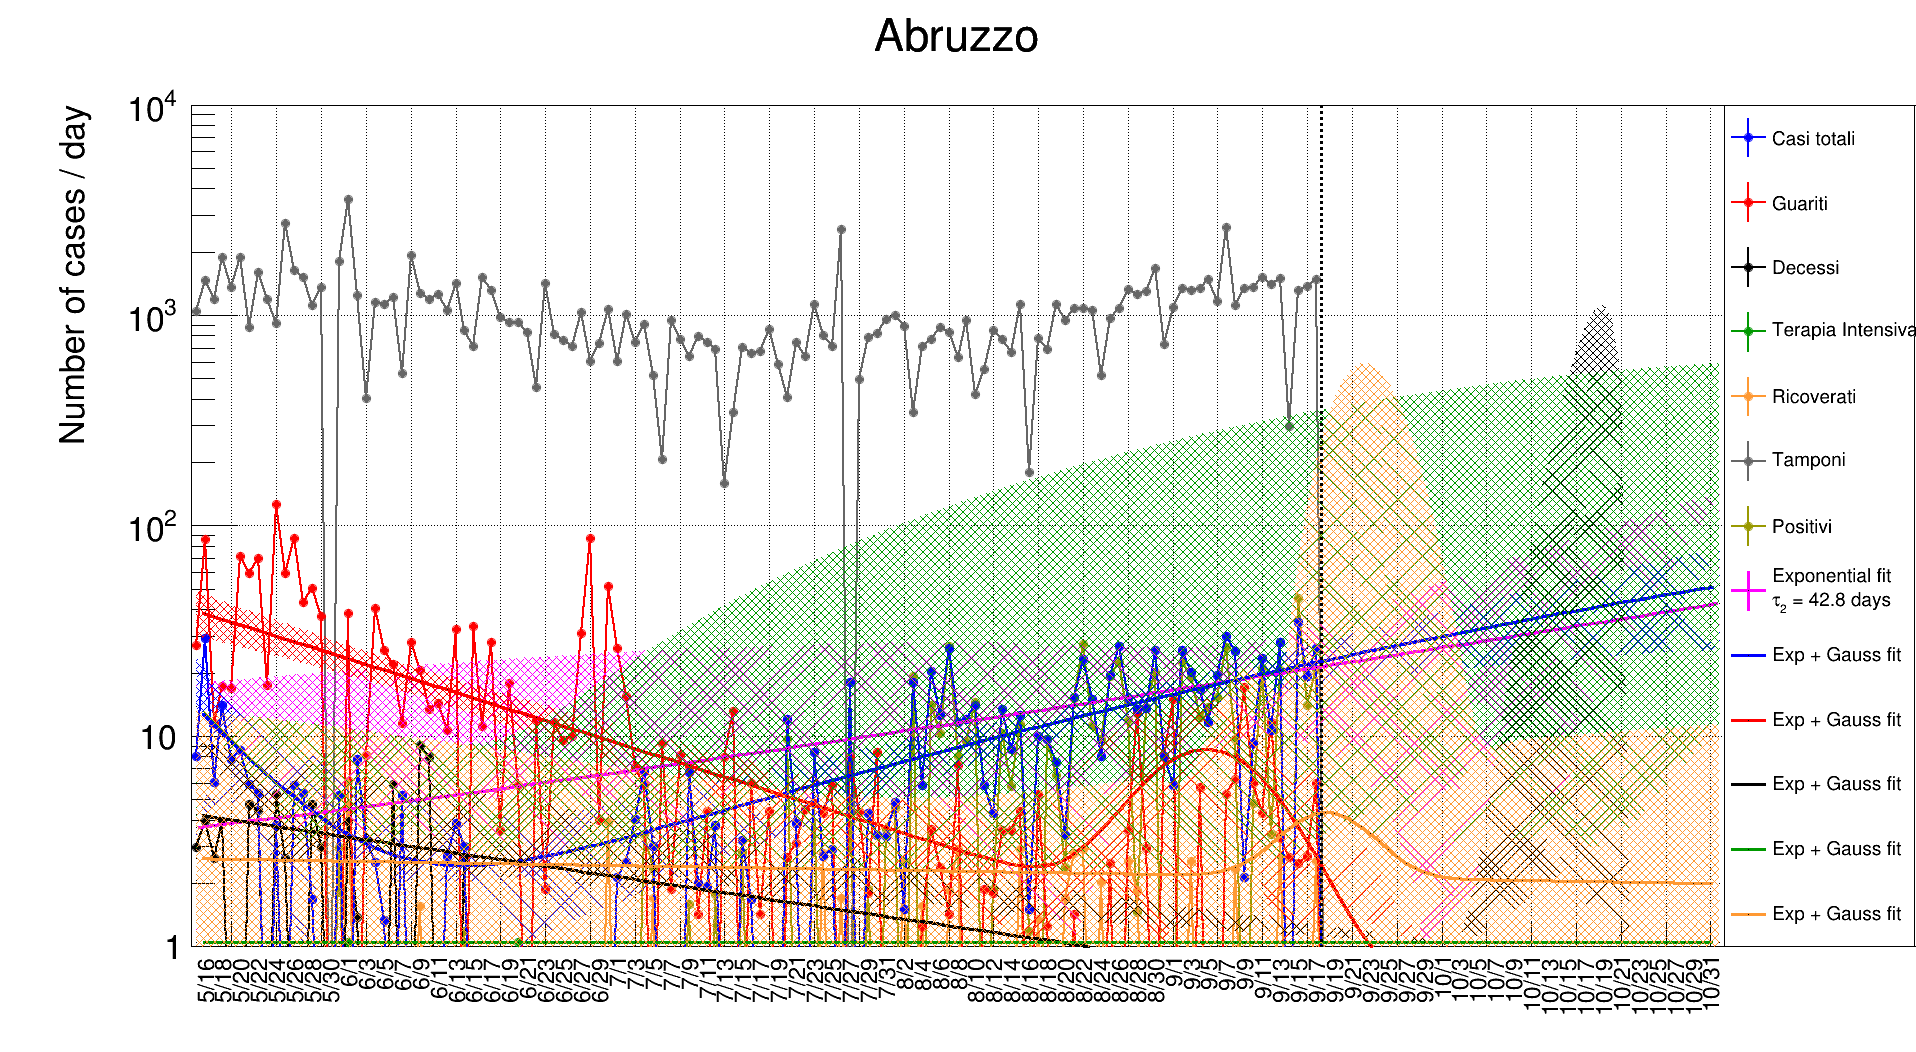 Abruzzo
Number of cases / day
10^4
10^3
10^2
10
1
5/16 5/18 5/20 5/22 5/24 5/26 5/28 5/30 6/1 6/3 6/5 6/7 6/9 6/11 6/13 6/15 6/17 6/19 6/21 6/23 6/25 6/27 6/29 7/1 7/3 7/5 7/7 7/9 7/11 7/13 7/15 7/17 7/19 7/21 7/23 7/25 7/27 7/29 7/31 8/2 8/4 8/6 8/8 8/10 8/12 8/14 8/16 8/18 8/20 8/22 8/24 8/26 8/28 8/30 9/1 9/3 9/5 9/7 9/9 9/11 9/13 9/15 9/17 9/19 9/21 9/23 9/25 9/27 9/29 10/1 10/3 10/5 10/7 10/9 10/11 10/13 10/15 10/17 10/19 10/21 10/23 10/25 10/27 10/29 10/31
Casi totali
Guariti
Decessi
Terapia Intensiva
Ricoverati
Tamponi
Positivi
Exponential fit
τ₂ = 42.8 days
Exp + Gauss fit
Exp + Gauss fit
Exp + Gauss fit
Exp + Gauss fit
Exp + Gauss fit